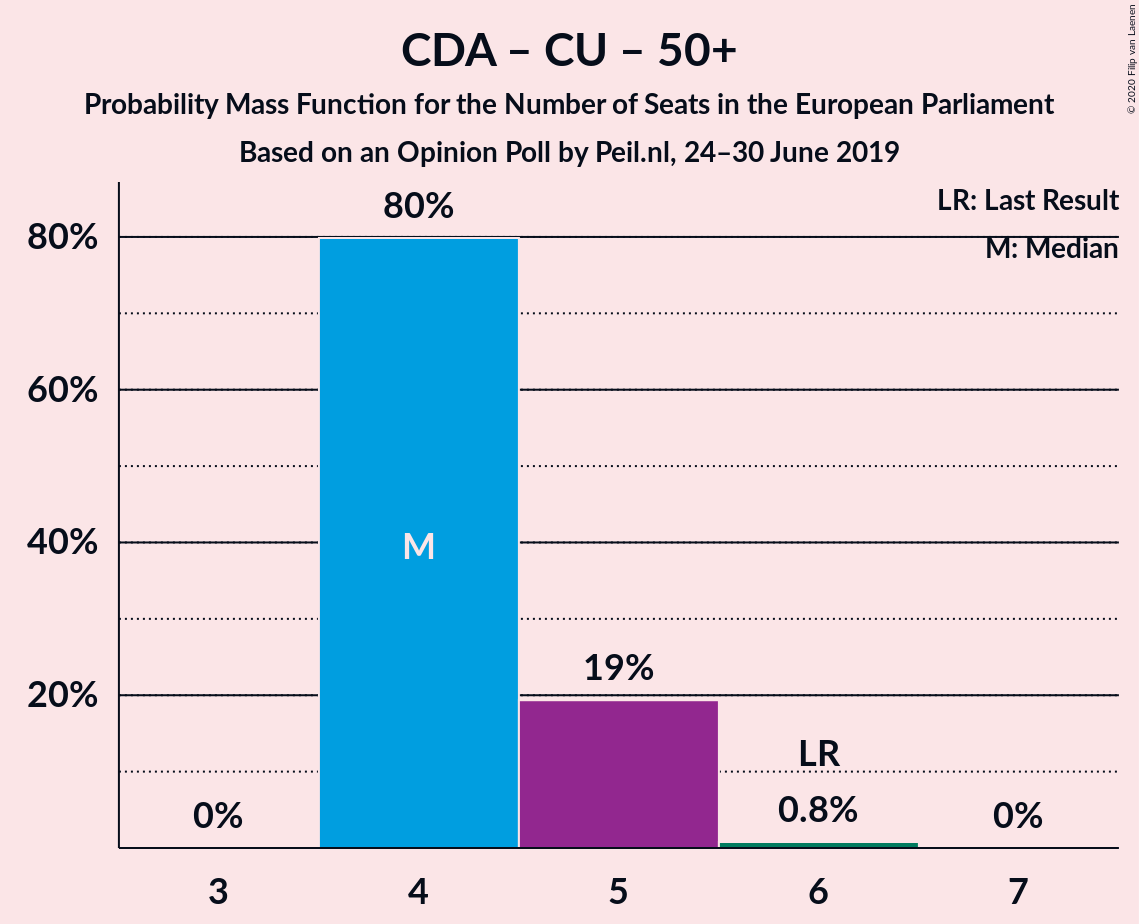 CDA – CU – 50+
Probability Mass Function for the Number of Seats in the European Parliament
Based on an Opinion Poll by Peil.nl, 24–30 June 2019
© 2020 Filip van Laenen
LR: Last Result
M: Median
80%
60%
40%
20%
0%
80%
M
19%
LR
0.8%
0%
3 4 5 6 7